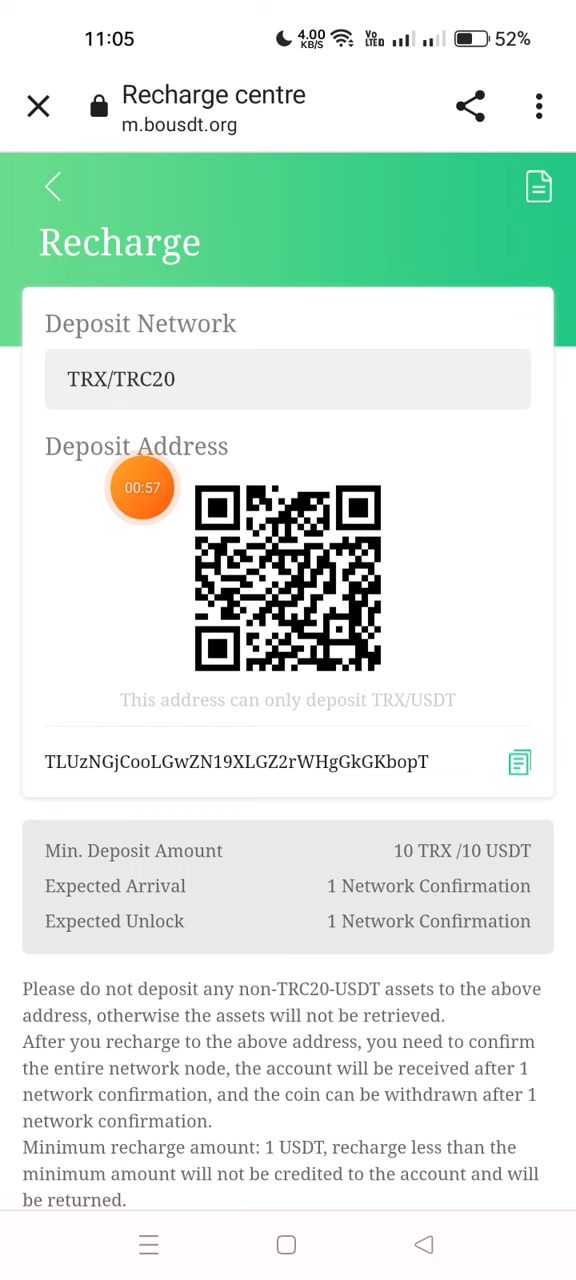 11:05
4.00 KB/S
Vo LTE
52%
Recharge centre
m.bousdt.org
Recharge
Deposit Network
TRX/TRC20
Deposit Address
00:57
This address can only deposit TRX/USDT
TLUzNGjCooLGwZN19XLGZ2rWHgGkGKbopT
Min. Deposit Amount 10 TRX /10 USDT
Expected Arrival 1 Network Confirmation
Expected Unlock 1 Network Confirmation
Please do not deposit any non-TRC20-USDT assets to the above
address, otherwise the assets will not be retrieved.
After you recharge to the above address, you need to confirm
the entire network node, the account will be received after 1
network confirmation, and the coin can be withdrawn after 1
network confirmation.
Minimum recharge amount: 1 USDT, recharge less than the
minimum amount will not be credited to the account and will
be returned.